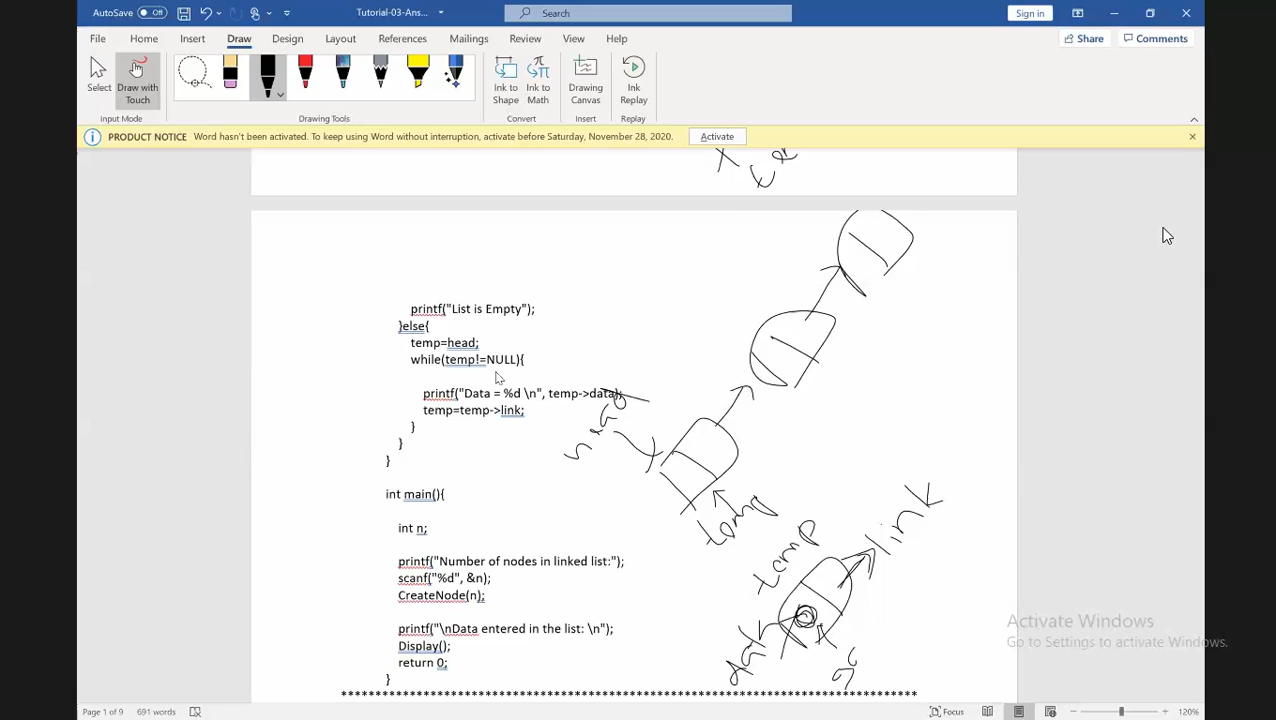 AutoSave Off Tutorial-03-Ans... Search Sign in
File Home Insert Draw Design Layout References Mailings Review View Help Share Comments
Select Draw with Touch Ink to Shape Ink to Math Drawing Canvas Ink Replay
Input Mode Drawing Tools Convert Insert Replay
PRODUCT NOTICE Word hasn't been activated. To keep using Word without interruption, activate before Saturday, November 28, 2020. Activate
printf("List is Empty");
}else{
temp=head;
while(temp!=NULL){
printf("Data = %d \n", temp->data);
temp=temp->link;
}
}
}
head
temp
int main(){
link
int n;
temp
printf("Number of nodes in linked list:");
scanf("%d", &n);
CreateNode(n);
printf("\nData entered in the list: \n");
Display();
return 0;
}
data
Activate Windows
Go to Settings to activate Windows.
*************************************************************************************
Page 1 of 9 691 words Focus 120%